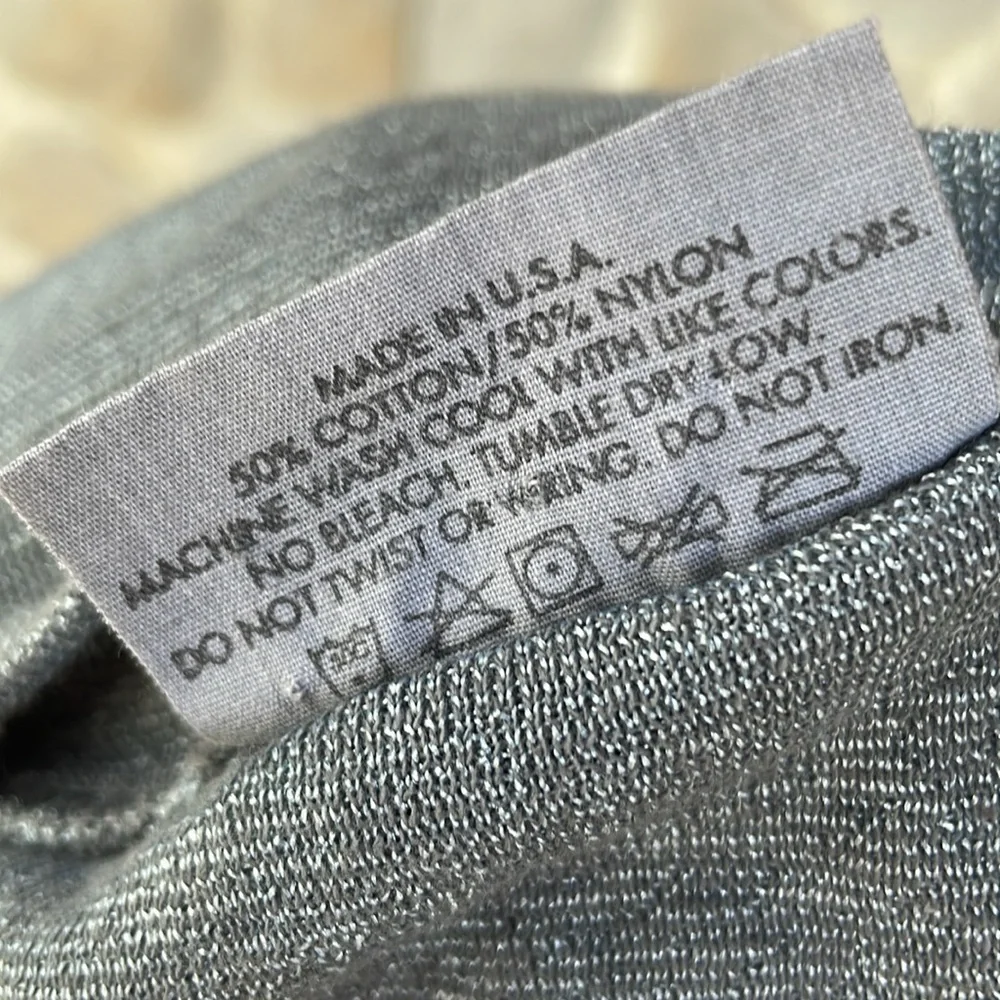 MADE IN U.S.A.
50% COTTON/50% NYLON
MACHINE WASH COOL WITH LIKE COLORS.
NO BLEACH. TUMBLE DRY LOW.
DO NOT TWIST OR WRING. DO NOT IRON.